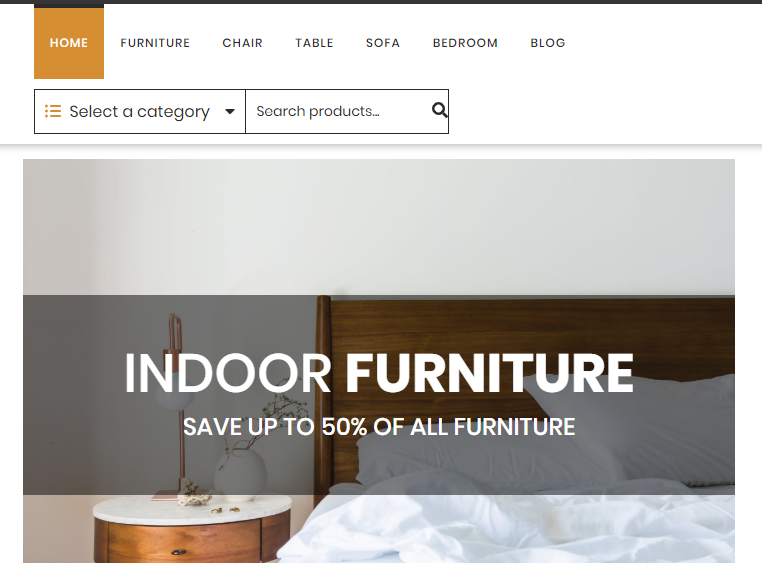 HOME FURNITURE CHAIR TABLE SOFA BEDROOM BLOG
Select a category Search products...
INDOOR FURNITURE
SAVE UP TO 50% OF ALL FURNITURE